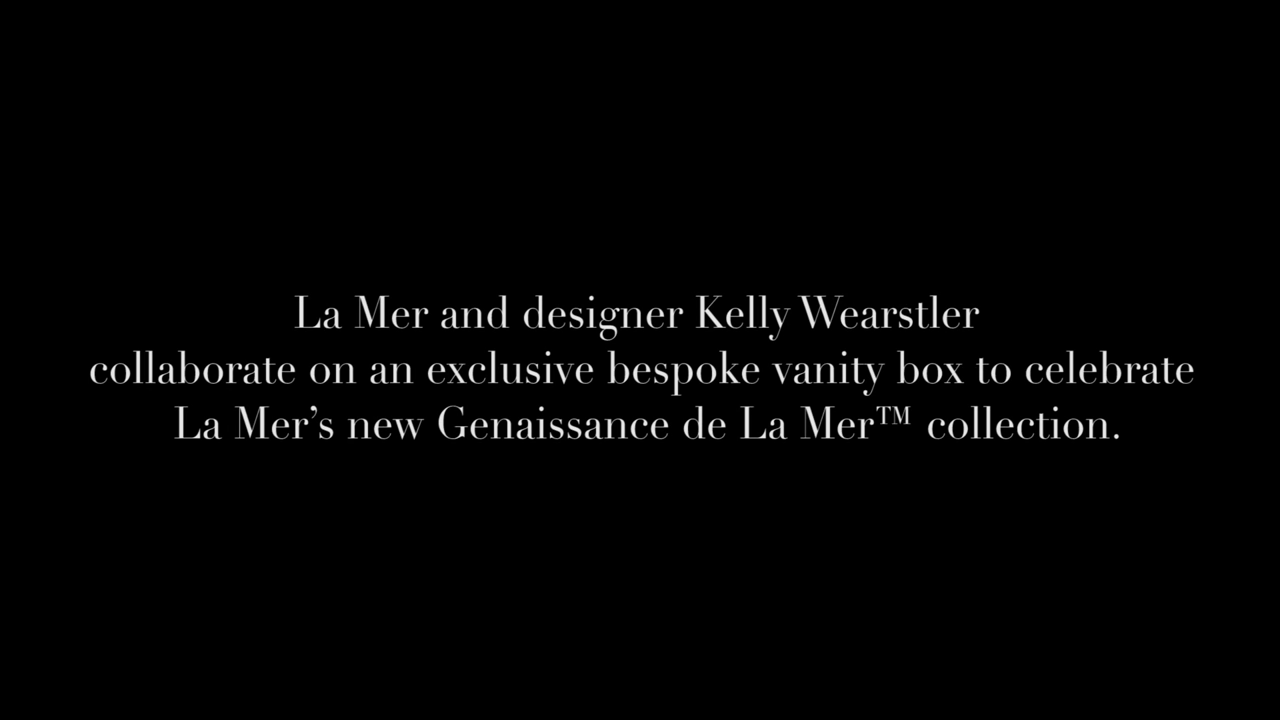 La Mer and designer Kelly Wearstler
collaborate on an exclusive bespoke vanity box to celebrate
La Mer’s new Genaissance de La Mer™ collection.